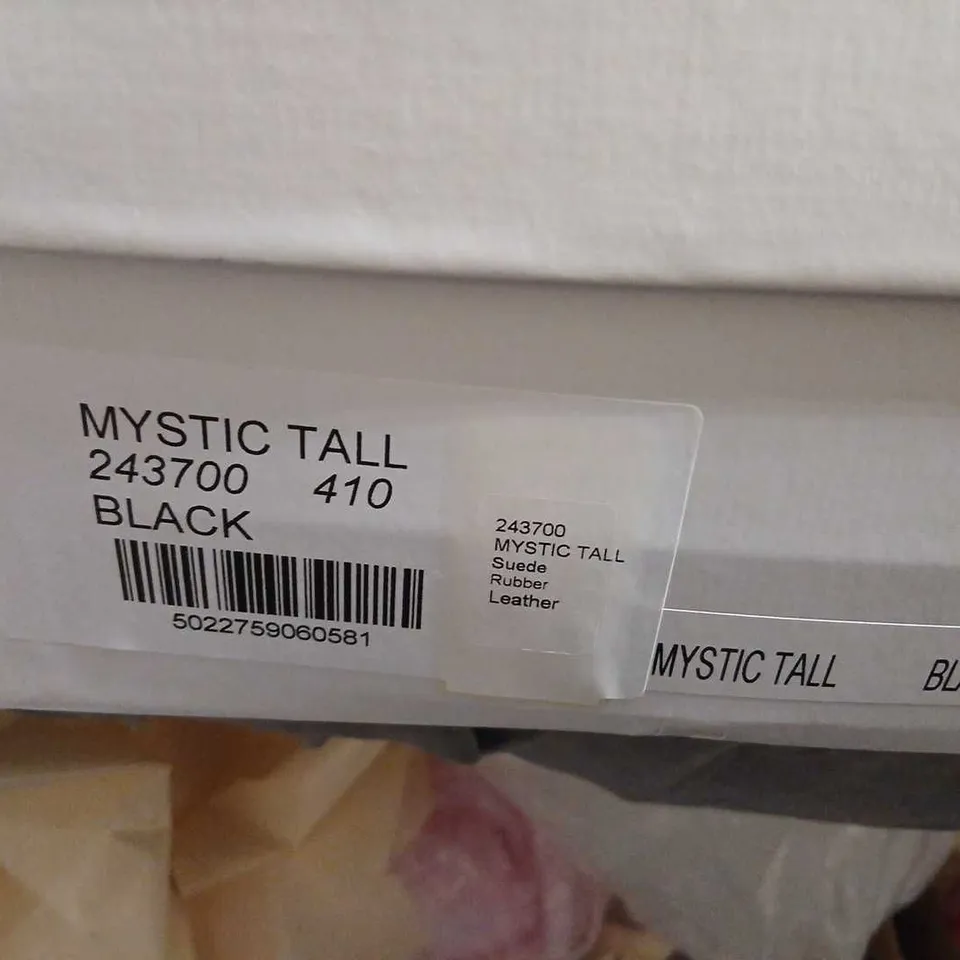 MYSTIC TALL
243700 410
BLACK
5022759060581
243700
MYSTIC TALL
Suede
Rubber
Leather
MYSTIC TALL